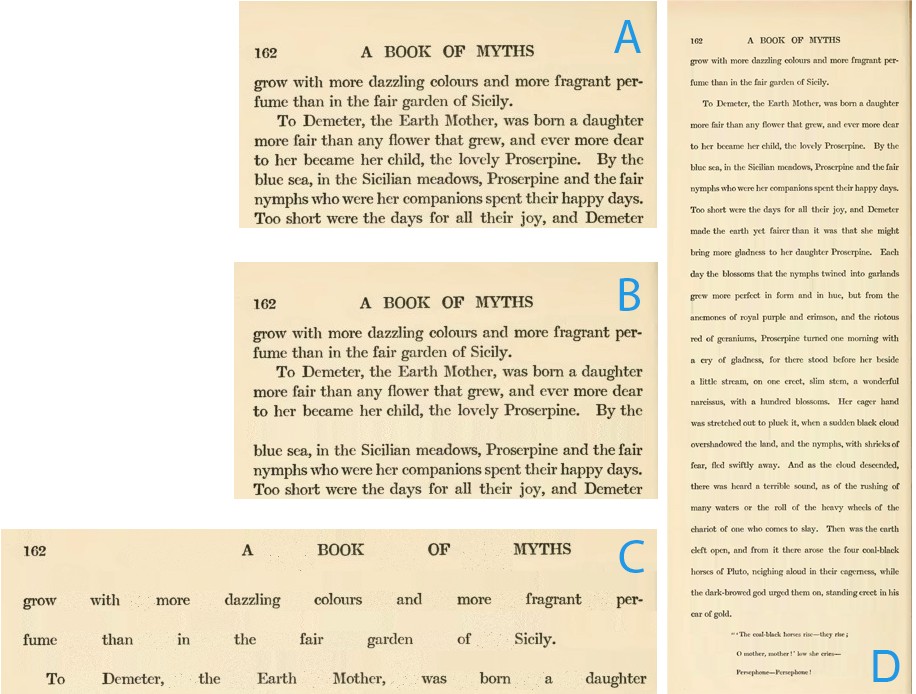 162 A BOOK OF MYTHS A
grow with more dazzling colours and more fragrant per-
fume than in the fair garden of Sicily.
To Demeter, the Earth Mother, was born a daughter
more fair than any flower that grew, and ever more dear
to her became her child, the lovely Proserpine. By the
blue sea, in the Sicilian meadows, Proserpine and the fair
nymphs who were her companions spent their happy days.
Too short were the days for all their joy, and Demeter
162 A BOOK OF MYTHS B
grow with more dazzling colours and more fragrant per-
fume than in the fair garden of Sicily.
To Demeter, the Earth Mother, was born a daughter
more fair than any flower that grew, and ever more dear
to her became her child, the lovely Proserpine. By the
blue sea, in the Sicilian meadows, Proserpine and the fair
nymphs who were her companions spent their happy days.
Too short were the days for all their joy, and Demeter
162 A BOOK OF MYTHS C
grow with more dazzling colours and more fragrant per-
fume than in the fair garden of Sicily.
To Demeter, the Earth Mother, was born a daughter
162 A BOOK OF MYTHS
grow with more dazzling colours and more fragrant per-
fume than in the fair garden of Sicily.
To Demeter, the Earth Mother, was born a daughter
more fair than any flower that grew, and ever more dear
to her became her child, the lovely Proserpine. By the
blue sea, in the Sicilian meadows, Proserpine and the fair
nymphs who were her companions spent their happy days.
Too short were the days for all their joy, and Demeter
made the earth yet fairer than it was that she might
bring more gladness to her daughter Proserpine. Each
day the blossoms that the nymphs twined into garlands
grew more perfect in form and in hue, but from the
anemones of royal purple and crimson, and the riotous
red of geraniums, Proserpine turned one morning with
a cry of gladness, for there stood before her beside
a little stream, on one erect, slim stem, a wonderful
narcissus, with a hundred blossoms. Her eager hand
was stretched out to pluck it, when a sudden black cloud
overshadowed the land, and the nymphs, with shrieks of
fear, fled swiftly away. And as the cloud descended,
there was heard a terrible sound, as of the rushing of
many waters or the roll of the heavy wheels of the
chariot of one who comes to slay. Then was the earth
cleft open, and from it there arose the four coal-black
horses of Pluto, neighing aloud in their eagerness, while
the dark-browed god urged them on, standing erect in his
car of gold.
"'The coal-black horses rise—they rise;
O mother, mother!' low she cries—
Persephone—Persephone!
D